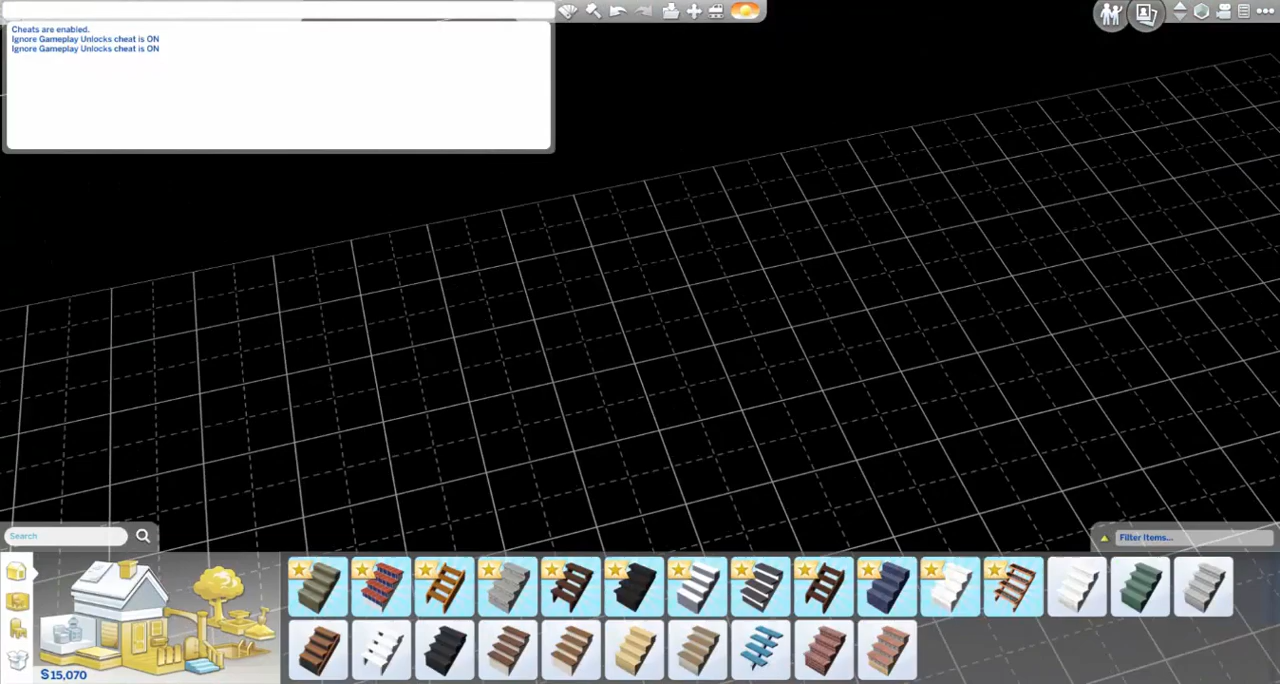 Cheats are enabled.
Ignore Gameplay Unlocks cheat is ON
Ignore Gameplay Unlocks cheat is ON
Search
Filter Items...
§15,070